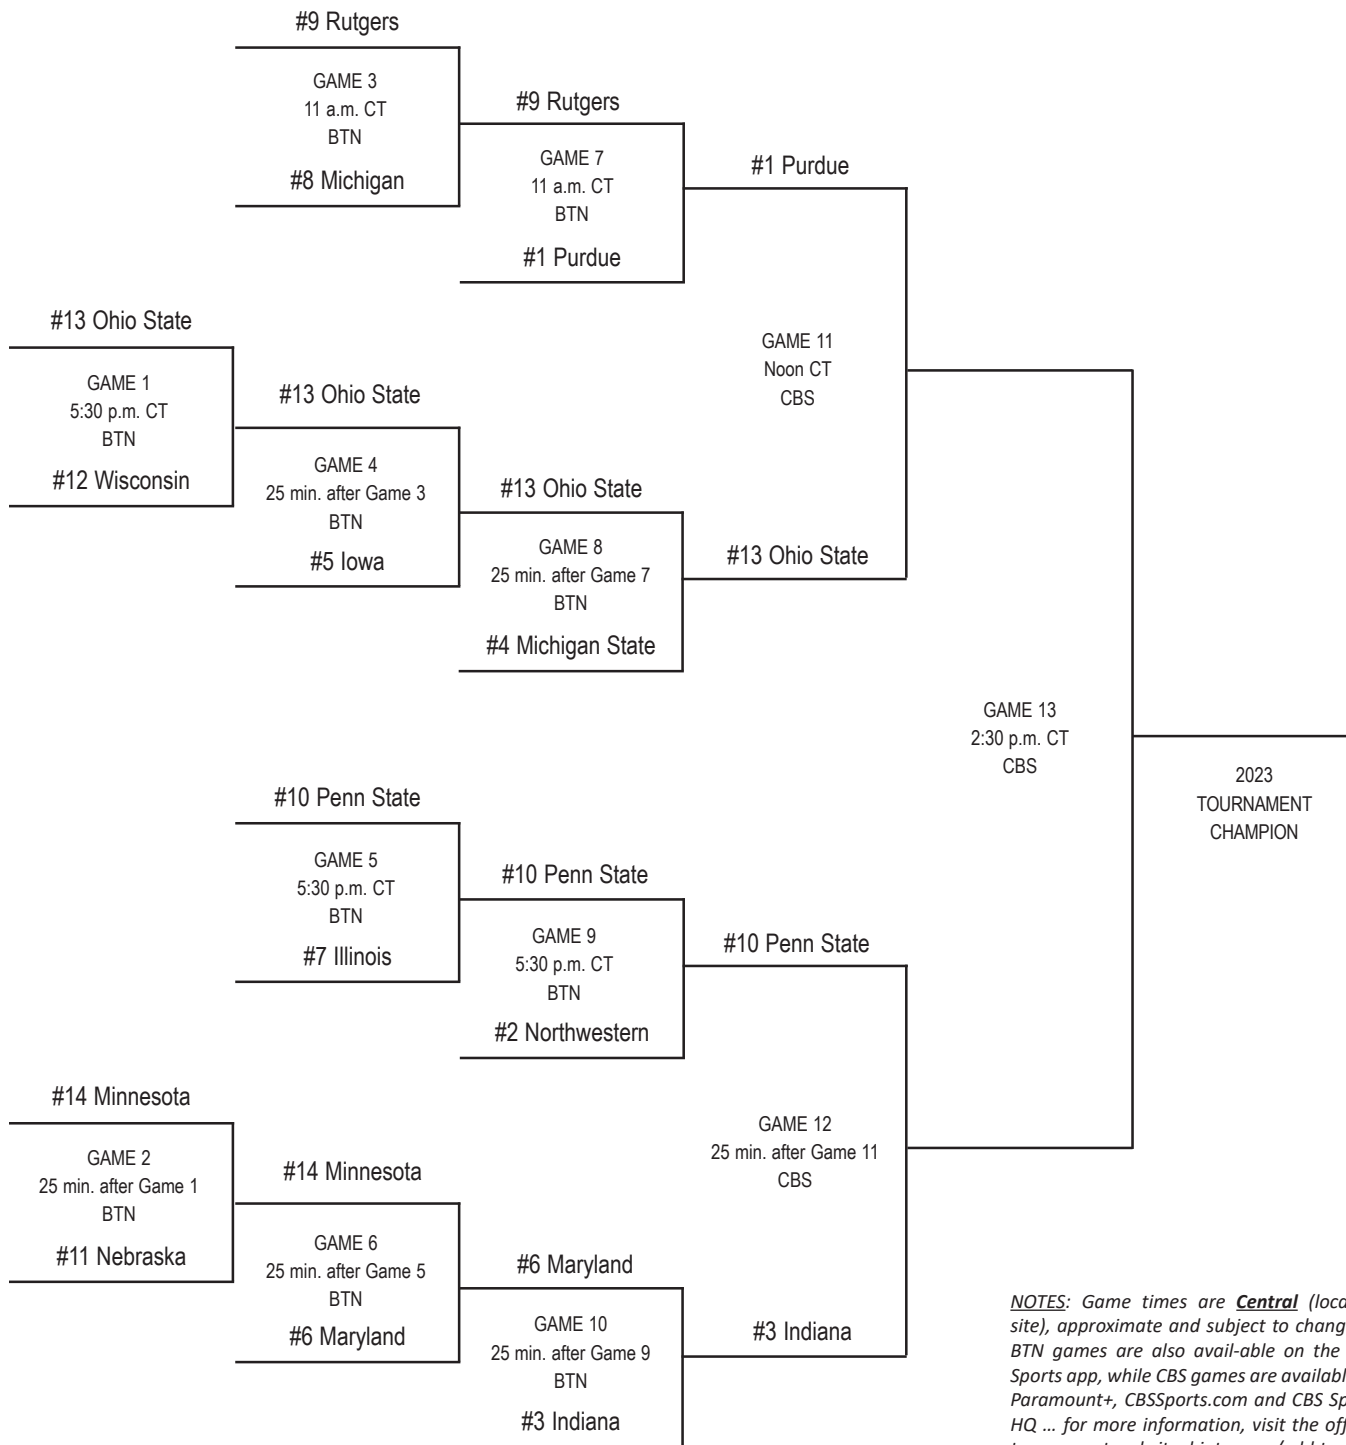 #9 Rutgers
GAME 3
11 a.m. CT
BTN
#8 Michigan
#9 Rutgers
GAME 7
11 a.m. CT
BTN
#1 Purdue
#1 Purdue
#13 Ohio State
GAME 1
5:30 p.m. CT
BTN
#12 Wisconsin
#13 Ohio State
GAME 4
25 min. after Game 3
BTN
#5 Iowa
#13 Ohio State
GAME 8
25 min. after Game 7
BTN
#4 Michigan State
GAME 11
Noon CT
CBS
#13 Ohio State
GAME 13
2:30 p.m. CT
CBS
2023
TOURNAMENT
CHAMPION
#10 Penn State
GAME 5
5:30 p.m. CT
BTN
#7 Illinois
#10 Penn State
GAME 9
5:30 p.m. CT
BTN
#2 Northwestern
#10 Penn State
#14 Minnesota
GAME 2
25 min. after Game 1
BTN
#11 Nebraska
#14 Minnesota
GAME 6
25 min. after Game 5
BTN
#6 Maryland
#6 Maryland
GAME 10
25 min. after Game 9
BTN
#3 Indiana
GAME 12
25 min. after Game 11
CBS
#3 Indiana
NOTES: Game times are Central (loca
site), approximate and subject to chang
BTN games are also avail-able on the
Sports app, while CBS games are availabl
Paramount+, CBSSports.com and CBS Sp
HQ ... for more information, visit the off